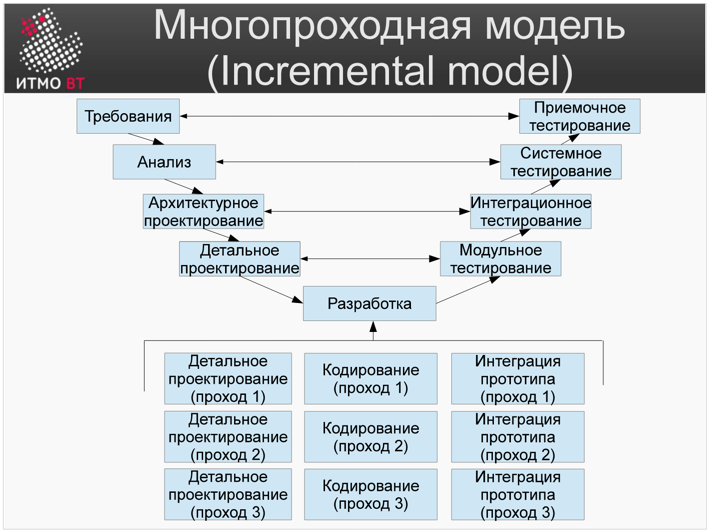 Многопроходная модель
(Incremental model)
ИТМО ВТ
Требования
Приемочное
тестирование
Анализ
Системное
тестирование
Архитектурное
проектирование
Интеграционное
тестирование
Детальное
проектирование
Модульное
тестирование
Разработка
Детальное
проектирование
(проход 1)
Кодирование
(проход 1)
Интеграция
прототипа
(проход 1)
Детальное
проектирование
(проход 2)
Кодирование
(проход 2)
Интеграция
прототипа
(проход 2)
Детальное
проектирование
(проход 3)
Кодирование
(проход 3)
Интеграция
прототипа
(проход 3)